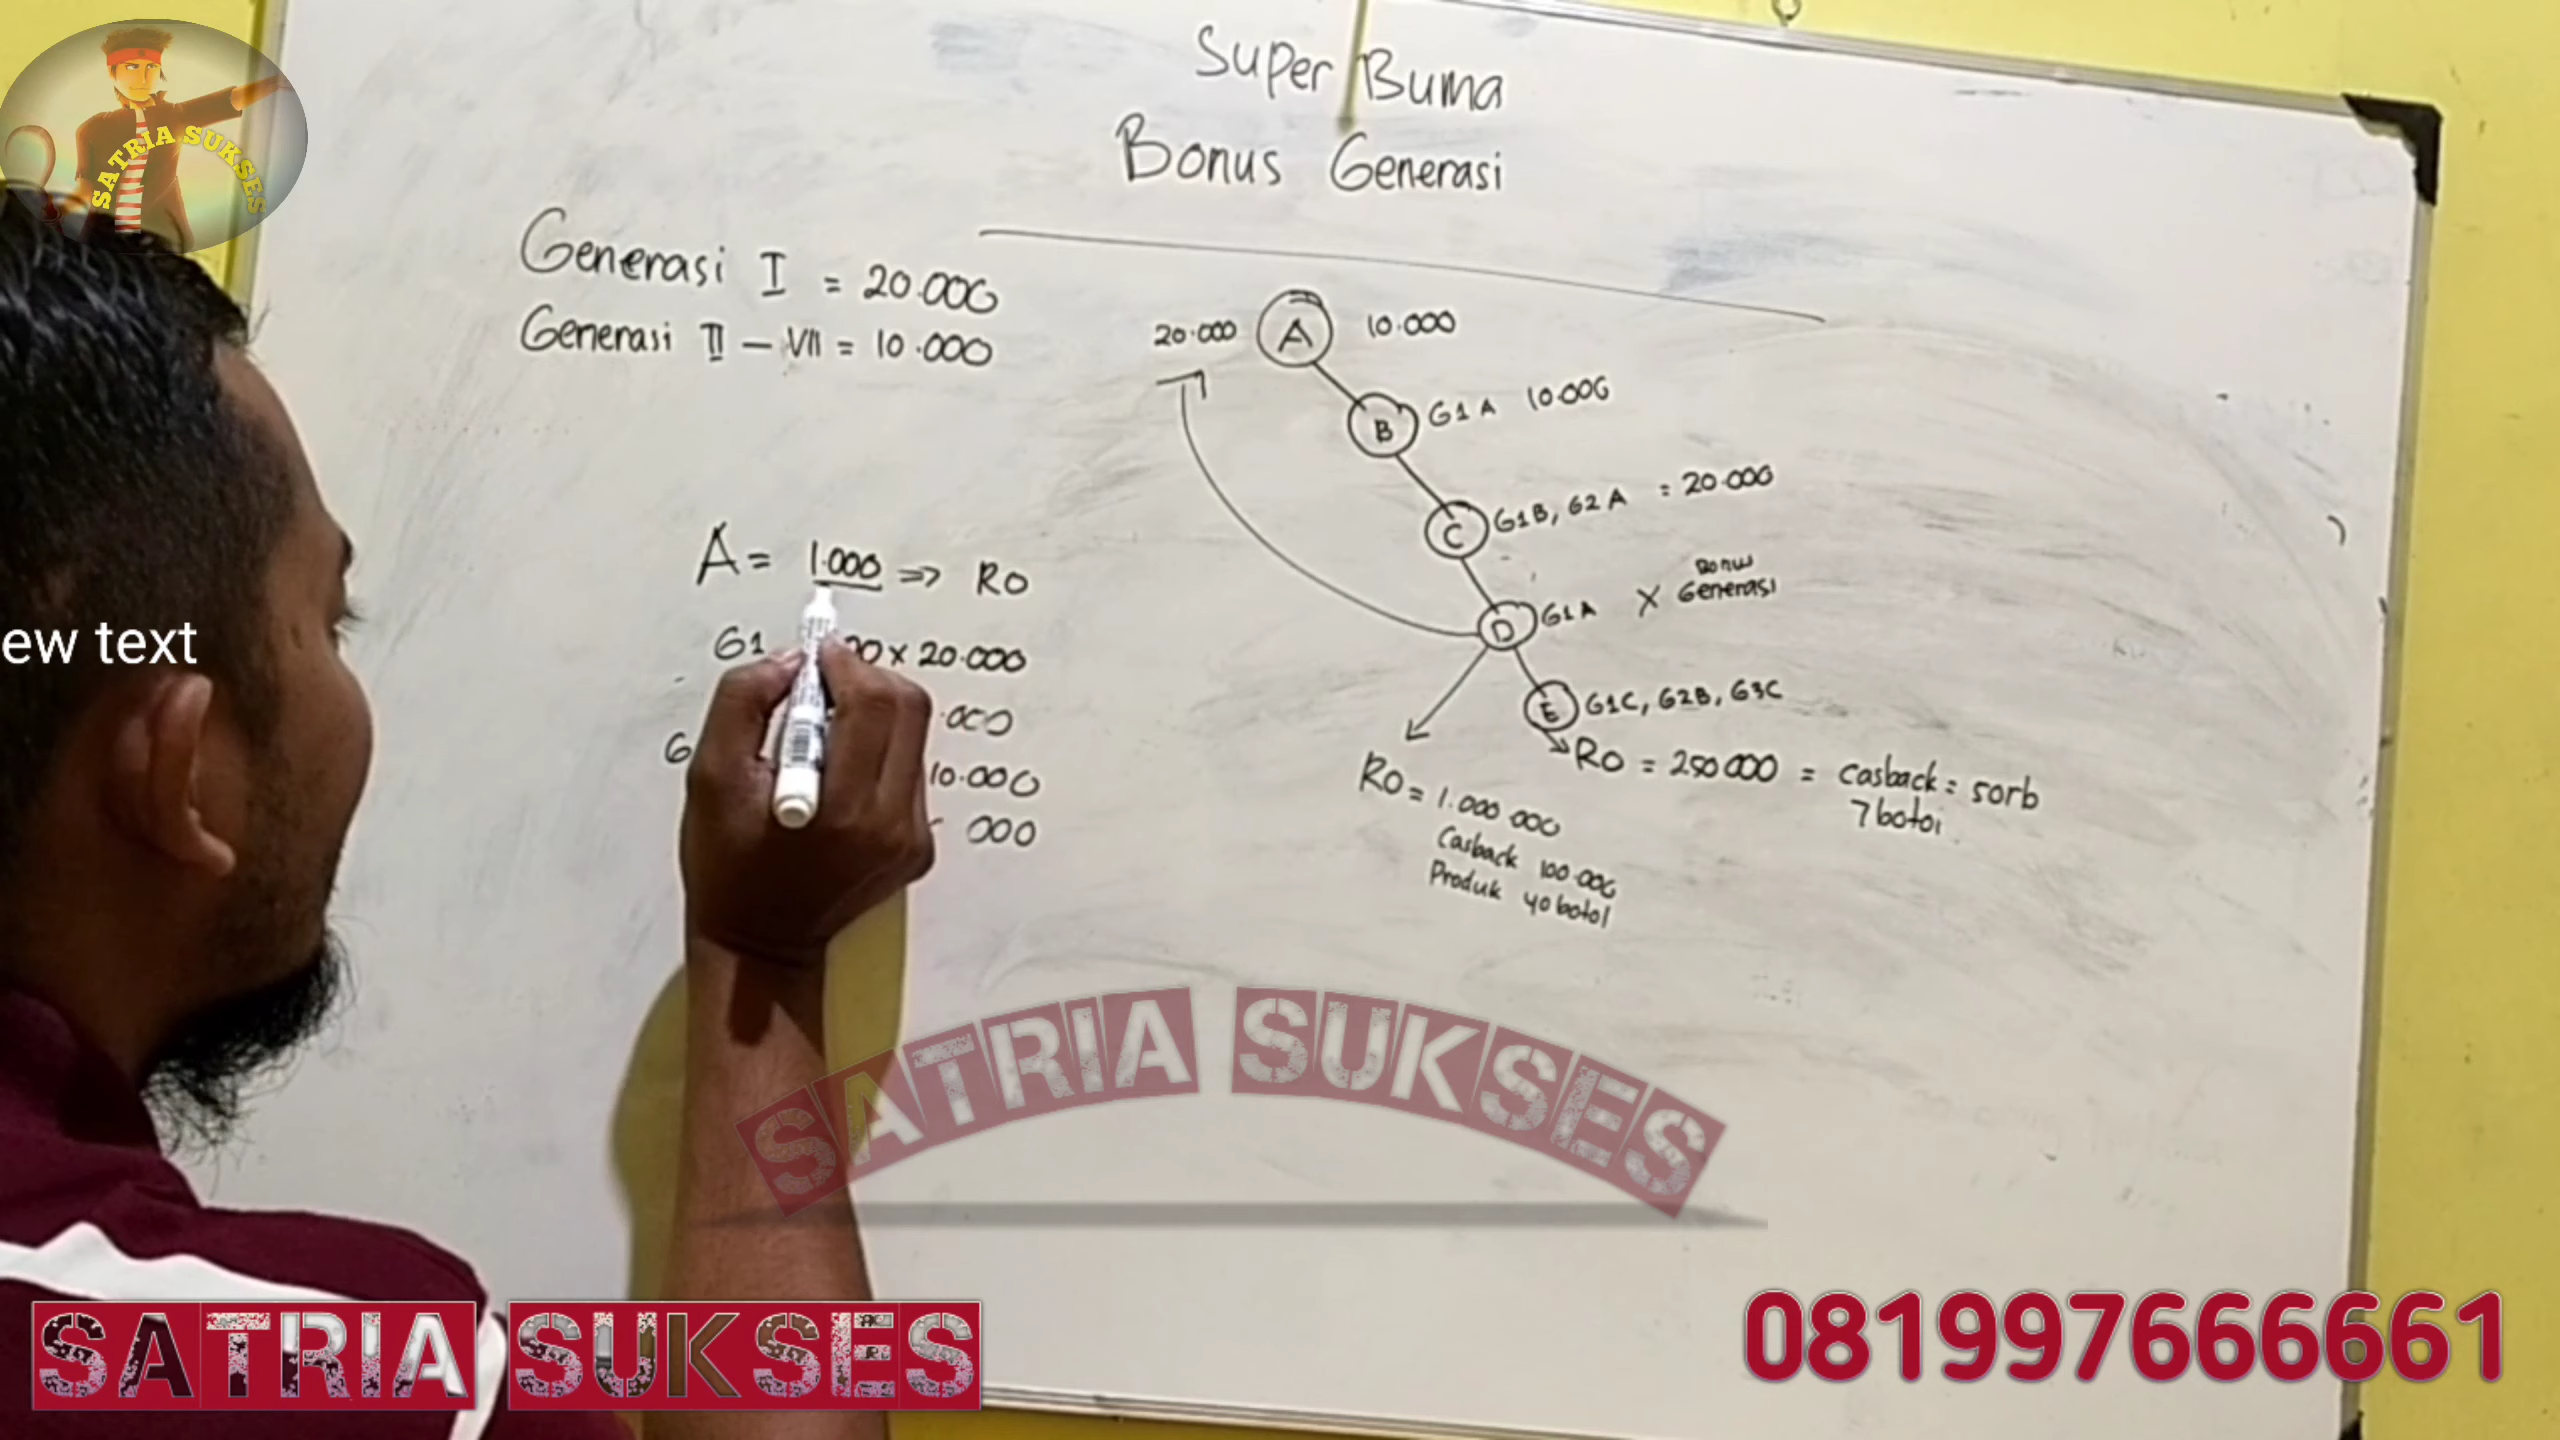 SATRIA SUKSES
Super Buma
Bonus Generasi
Generasi I = 20.000
Generasi II - VII = 10.000
20.000 A 10.000
B G1 A 10.000
C G1B, G2 A = 20.000
Bonus
D G1A X Generasi
E G1C, G2B, G3C
RO = 250000 = Casback = 50rb
7 botol
RO = 1.000 000
Casback 100.000
Produk 40 botol
A = 1.000 => RO
G1 00 x 20.000
.000
G 10.000
000
ew text
SATRIA SUKSES
SATRIA SUKSES
081997666661